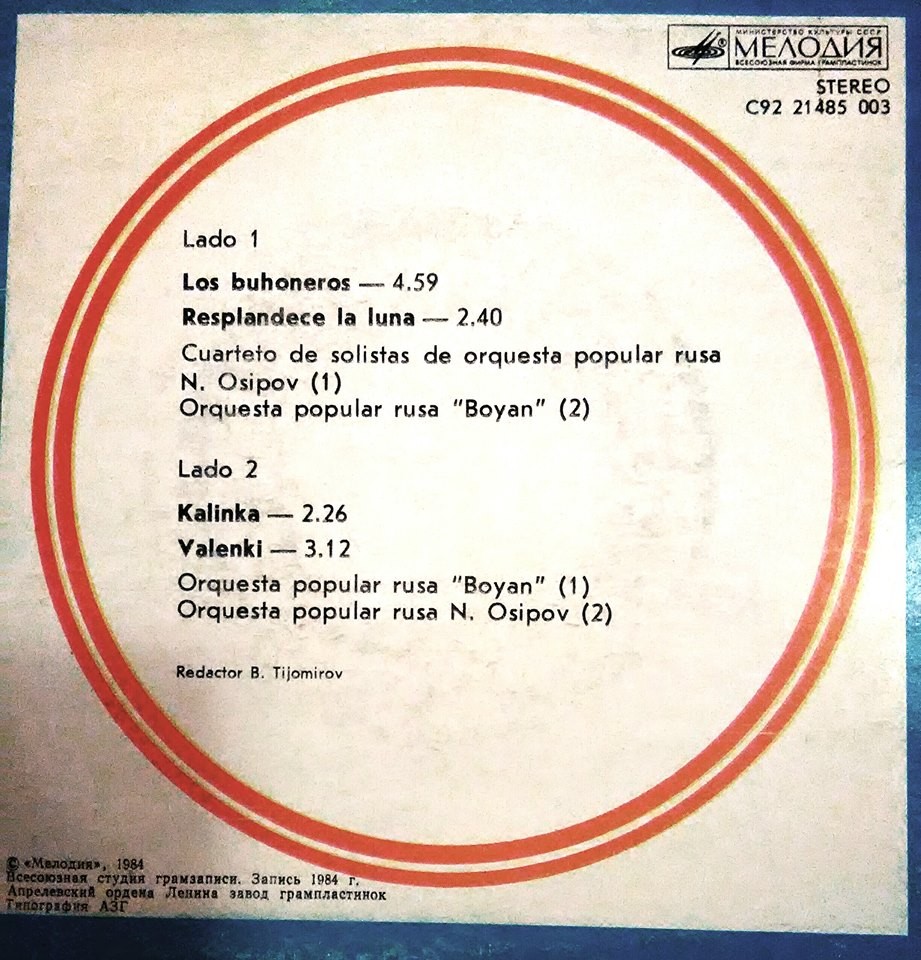 МИНИСТЕРСТВО КУЛЬТУРЫ СССР
МЕЛОДИЯ
ВСЕСОЮЗНАЯ ФИРМА ГРАМПЛАСТИНОК
STEREO
C92 21485 003
Lado 1
Los buhoneros — 4.59
Resplandece la luna — 2.40
Cuarteto de solistas de orquesta popular rusa
N. Osipov (1)
Orquesta popular rusa "Boyan" (2)
Lado 2
Kalinka — 2.26
Valenki — 3.12
Orquesta popular rusa "Boyan" (1)
Orquesta popular rusa N. Osipov (2)
Redactor B. Tijomirov
© «Мелодия», 1984
Всесоюзная студия грамзаписи. Запись 1984 г.
Апрелевский ордена Ленина завод грампластинок
Типография АЗГ